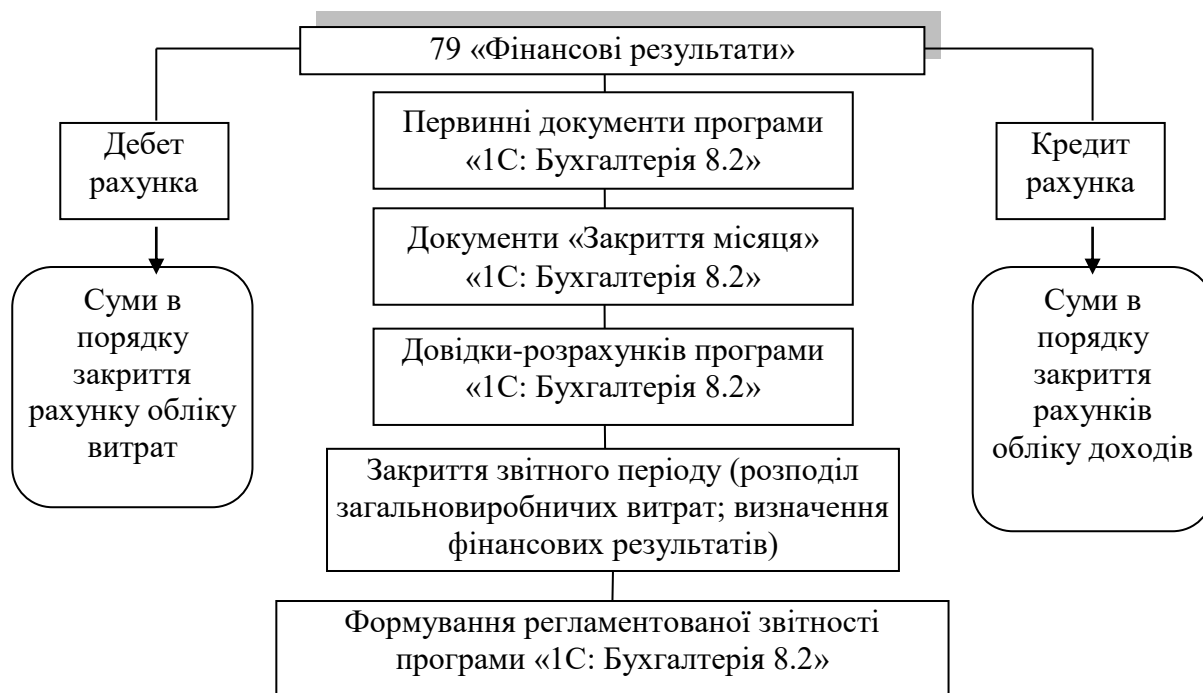 79 «Фінансові результати»
Дебет
рахунка
Первинні документи програми
«1С: Бухгалтерія 8.2»
Кредит
рахунка
Документи «Закриття місяця»
«1С: Бухгалтерія 8.2»
Суми в
порядку
закриття
рахунку обліку
витрат
Довідки-розрахунків програми
«1С: Бухгалтерія 8.2»
Суми в
порядку
закриття
рахунків
обліку доходів
Закриття звітного періоду (розподіл
загальновиробничих витрат; визначення
фінансових результатів)
Формування регламентованої звітності
програми «1С: Бухгалтерія 8.2»